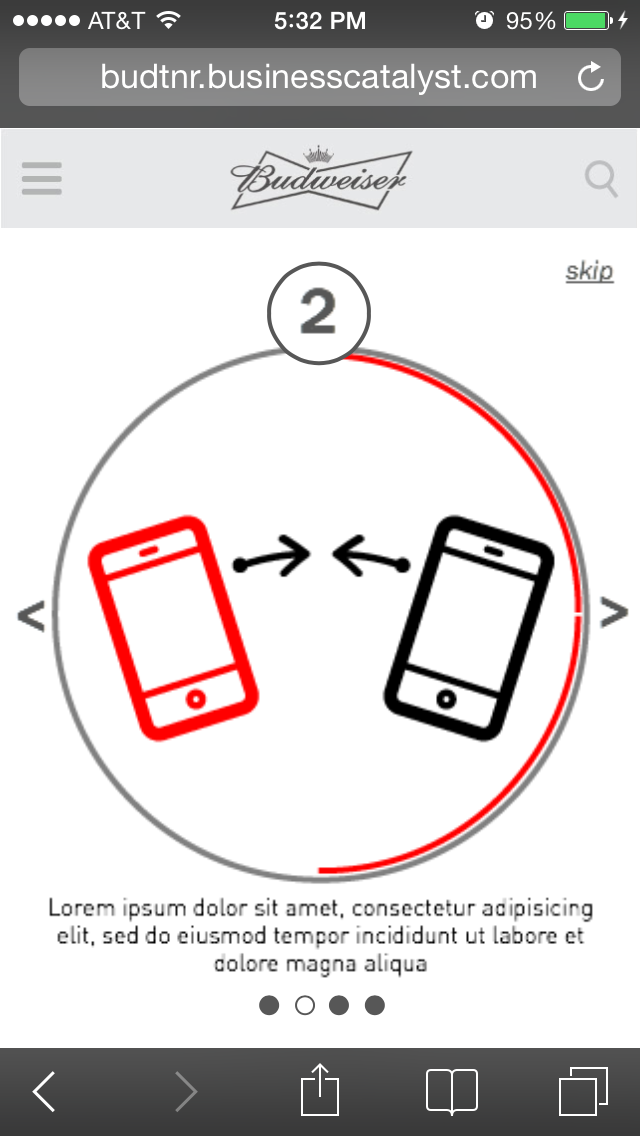 AT&T 5:32 PM 95%
budtnr.businesscatalyst.com
Budweiser
skip
2
< >
Lorem ipsum dolor sit amet, consectetur adipisicing
elit, sed do eiusmod tempor incididunt ut labore et
dolore magna aliqua